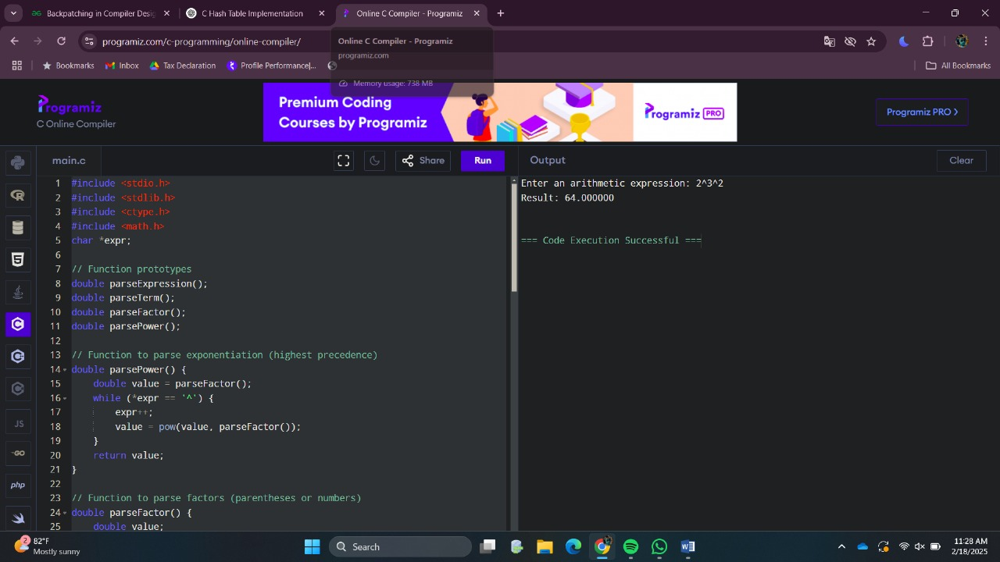 Backpatching in Compiler Desig
C Hash Table Implementation
Online C Compiler - Programiz
programiz.com/c-programming/online-compiler/
Online C Compiler - Programiz
programiz.com
Memory usage: 738 MB
Bookmarks
Inbox
Tax Declaration
Profile Performance|...
All Bookmarks
Programiz
C Online Compiler
Premium Coding
Courses by Programiz
Programiz PRO
Programiz PRO >
main.c
Share
Run
Output
Clear
1 #include <stdio.h>
2 #include <stdlib.h>
3 #include <ctype.h>
4 #include <math.h>
5 char *expr;
6
7 // Function prototypes
8 double parseExpression();
9 double parseTerm();
10 double parseFactor();
11 double parsePower();
12
13 // Function to parse exponentiation (highest precedence)
14 double parsePower() {
15 double value = parseFactor();
16 while (*expr == '^') {
17 expr++;
18 value = pow(value, parseFactor());
19 }
20 return value;
21 }
22
23 // Function to parse factors (parentheses or numbers)
24 double parseFactor() {
25 double value;
Enter an arithmetic expression: 2^3^2
Result: 64.000000
=== Code Execution Successful ===
JS
GO
php
2
82°F
Mostly sunny
Search
11:28 AM
2/18/2025